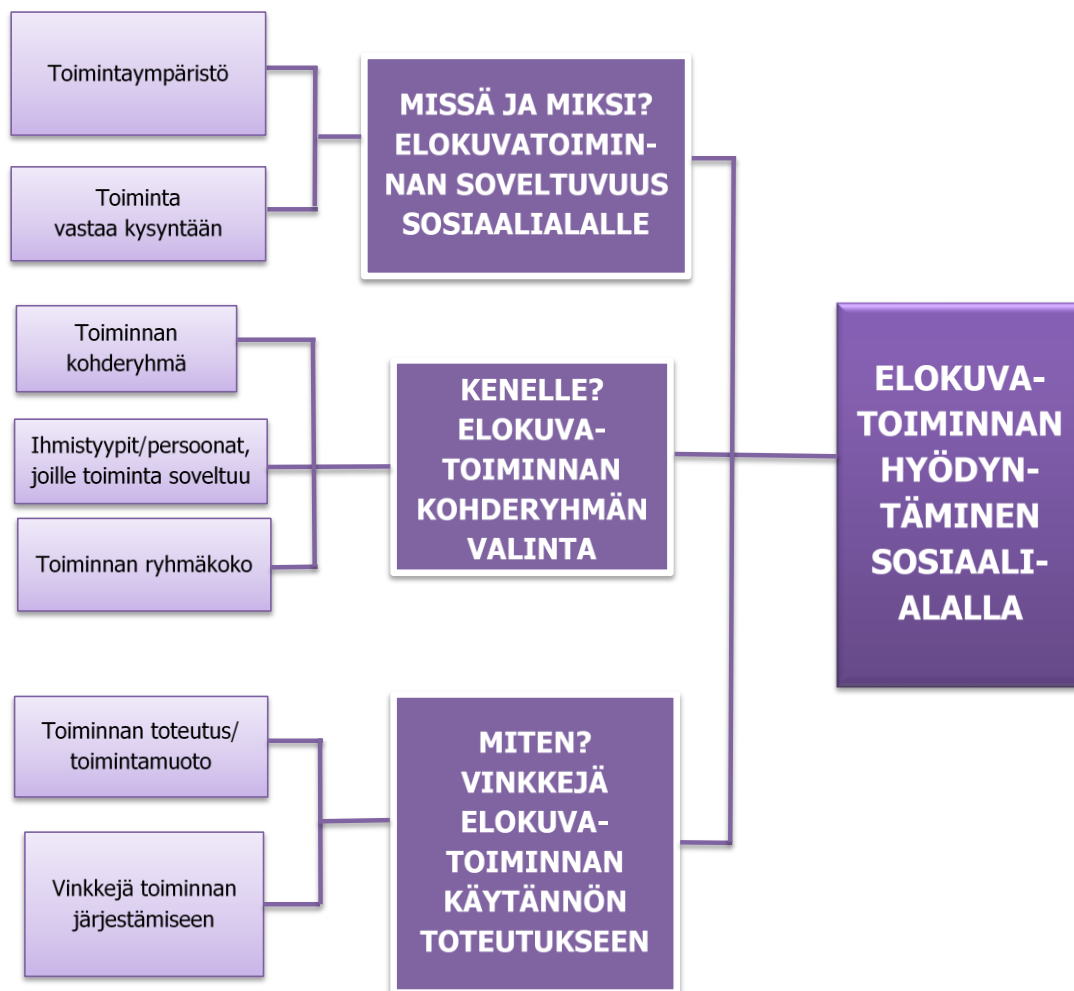 Toimintaympäristö
Toiminta
vastaa kysyntään
MISSÄ JA MIKSI?
ELOKUVATOIMIN-
NAN SOVELTUVUUS
SOSIAALIALALLE
Toiminnan
kohderyhmä
Ihmistyypit/persoonat,
joille toiminta soveltuu
Toiminnan ryhmäkoko
KENELLE?
ELOKUVA-
TOIMINNAN
KOHDERYHMÄN
VALINTA
Toiminnan toteutus/
toimintamuoto
Vinkkejä toiminnan
järjestämiseen
MITEN?
VINKKEJÄ
ELOKUVA-
TOIMINNAN
KÄYTÄNNÖN
TOTEUTUKSEEN
ELOKUVA-
TOIMINNAN
HYÖDYN-
TÄMINEN
SOSIAALI-
ALALLA